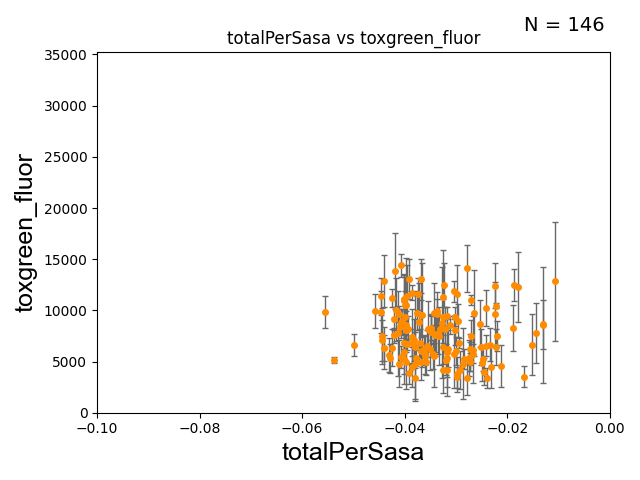 N = 146
totalPerSasa vs toxgreen_fluor
35000
30000
25000
20000
15000
10000
5000
0
toxgreen_fluor
−0.10 −0.08 −0.06 −0.04 −0.02 0.00
totalPerSasa